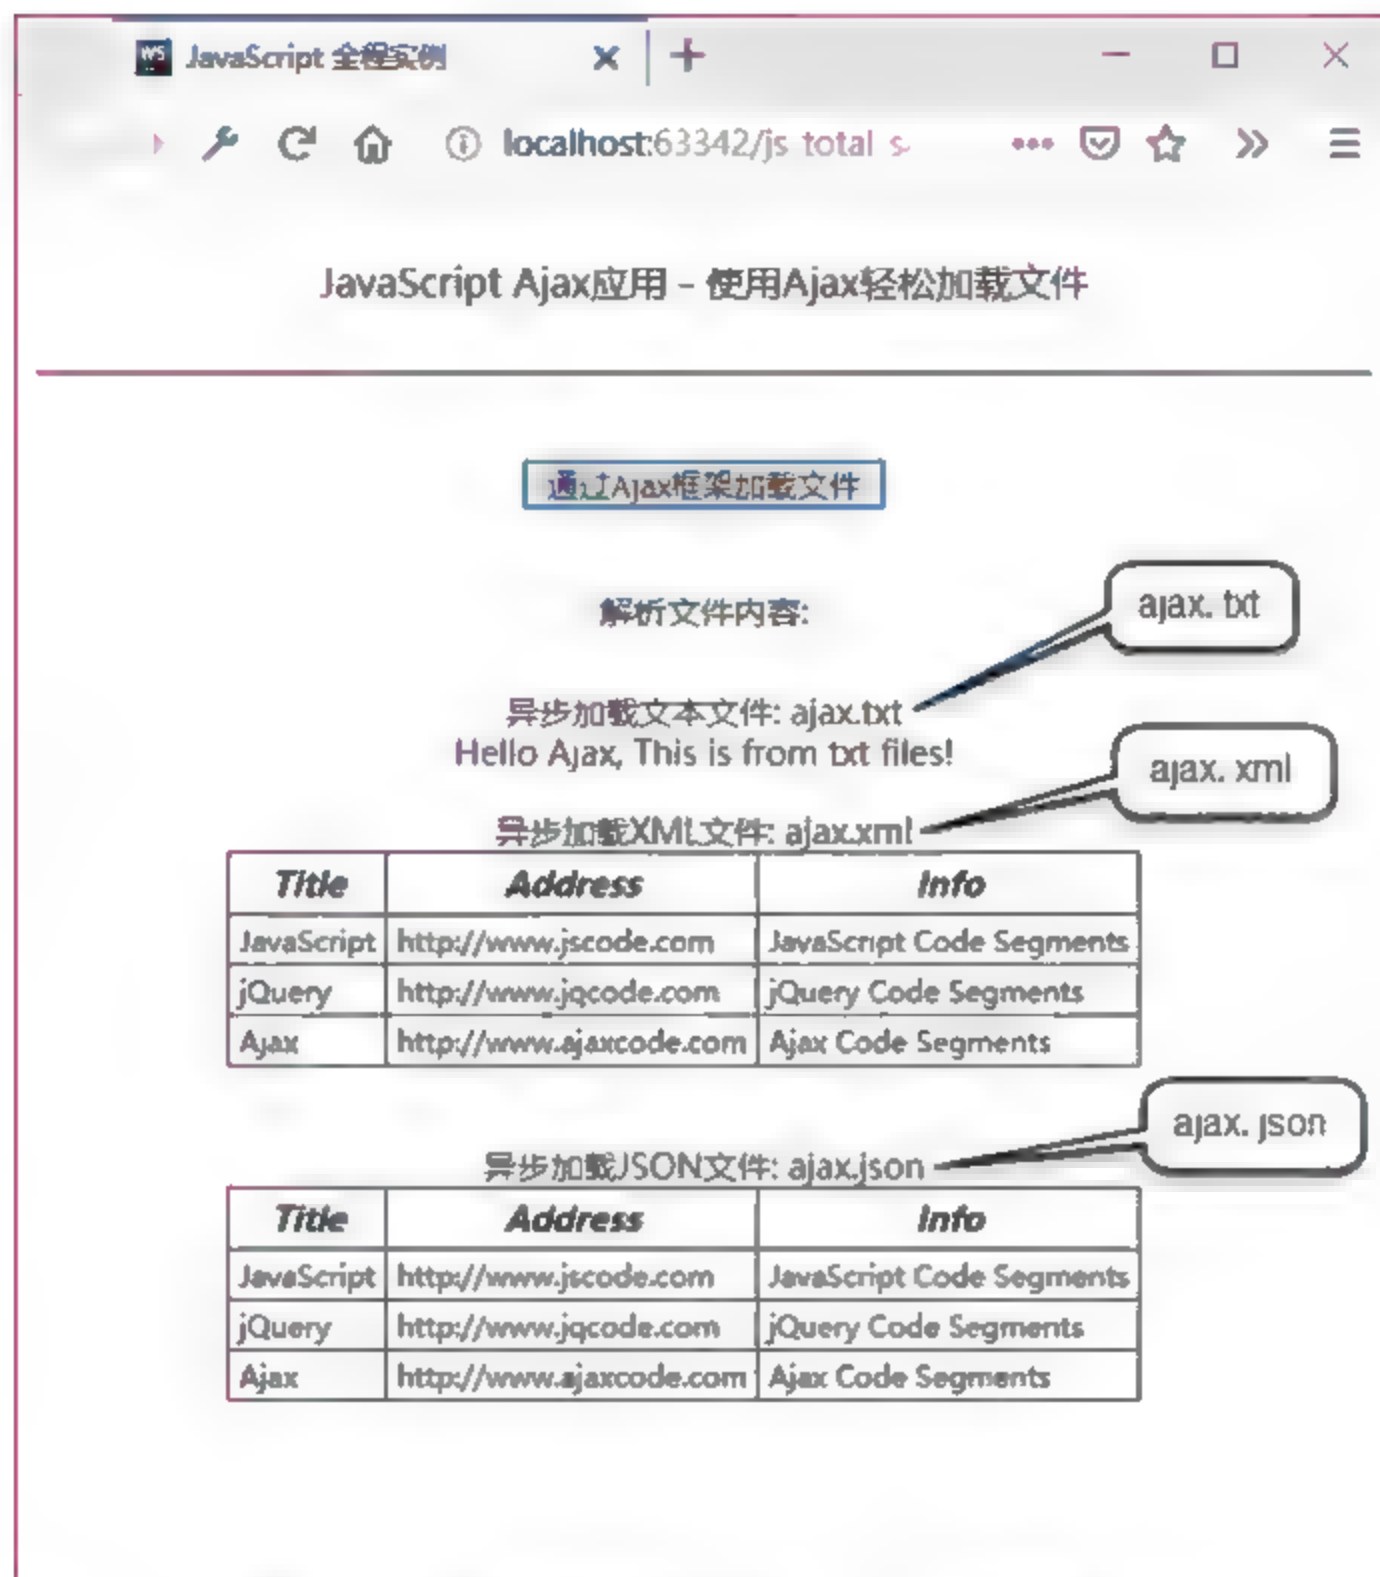 WS JavaScript 全程实例
localhost:63342/js_total_s
JavaScript Ajax应用 - 使用Ajax轻松加载文件
通过Ajax框架加载文件
解析文件内容:
ajax. txt
异步加载文本文件: ajax.txt
Hello Ajax, This is from txt files!
ajax. xml
异步加载XML文件: ajax.xml
Title Address Info
JavaScript http://www.jscode.com JavaScript Code Segments
jQuery http://www.jqcode.com jQuery Code Segments
Ajax http://www.ajaxcode.com Ajax Code Segments
ajax. json
异步加载JSON文件: ajax.json
Title Address Info
JavaScript http://www.jscode.com JavaScript Code Segments
jQuery http://www.jqcode.com jQuery Code Segments
Ajax http://www.ajaxcode.com Ajax Code Segments